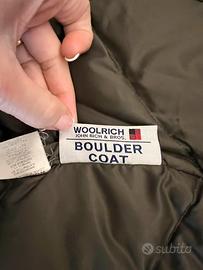 WOOLRICH
JOHN RICH & BROS.
BOULDER
COAT
subito